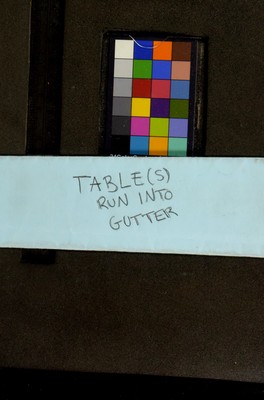 TABLE(S)
RUN INTO
GUTTER